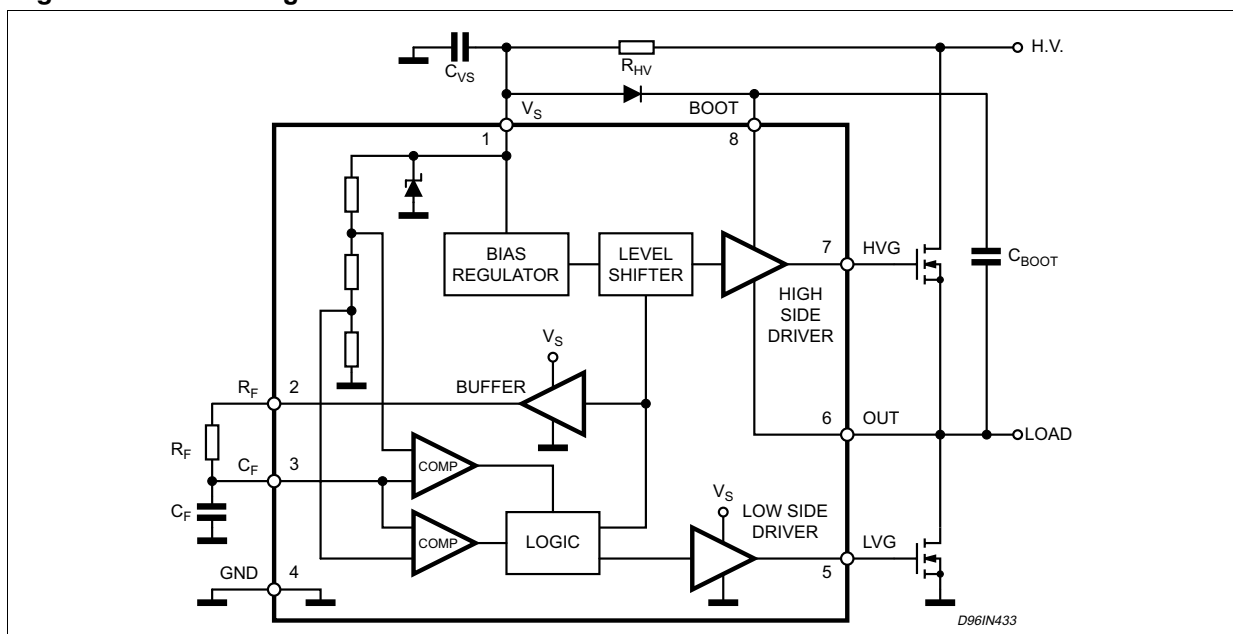 H.V.
C_VS
R_HV
V_S
BOOT
1
8
BIAS
REGULATOR
LEVEL
SHIFTER
7
HVG
C_BOOT
HIGH
SIDE
DRIVER
V_S
R_F
2
BUFFER
6
OUT
LOAD
R_F
C_F
3
COMP
V_S
LOW SIDE
DRIVER
C_F
COMP
LOGIC
LVG
5
GND
4
D96IN433